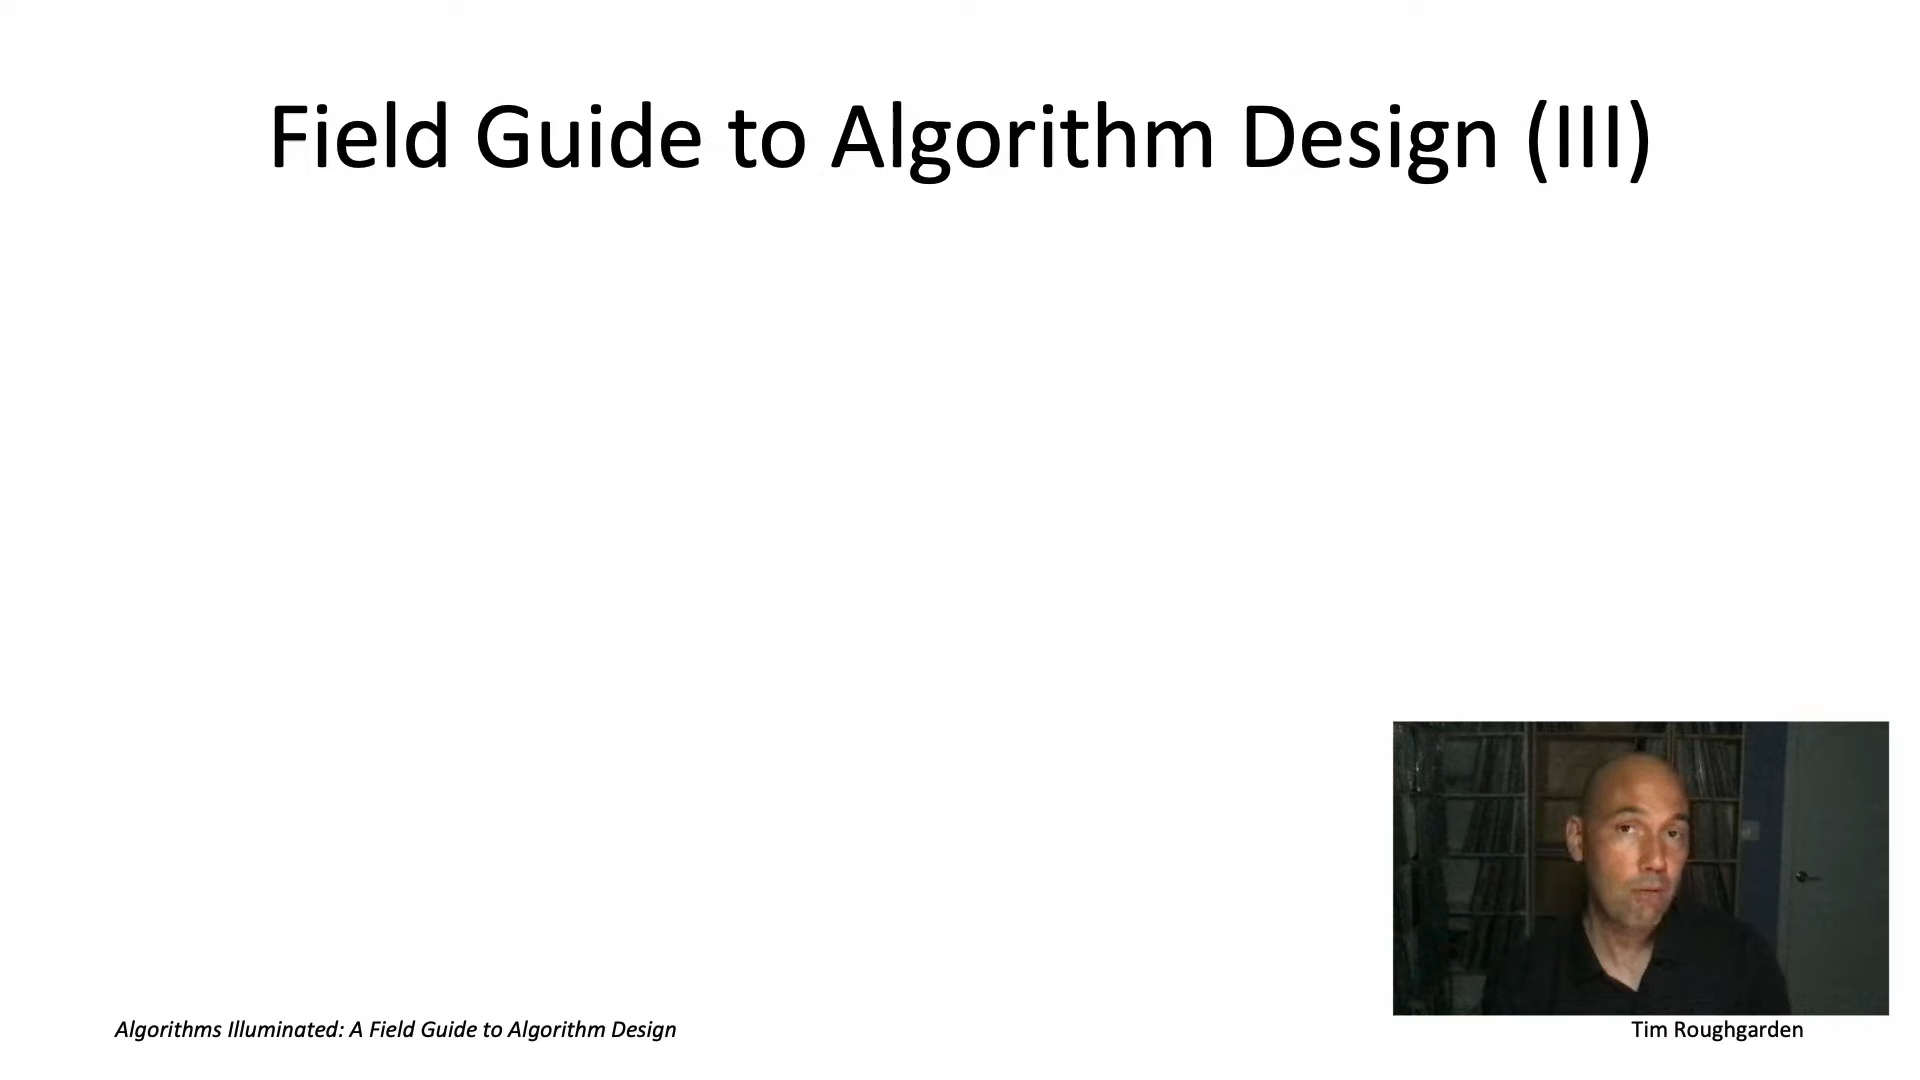 Field Guide to Algorithm Design (III)
Algorithms Illuminated: A Field Guide to Algorithm Design
Tim Roughgarden